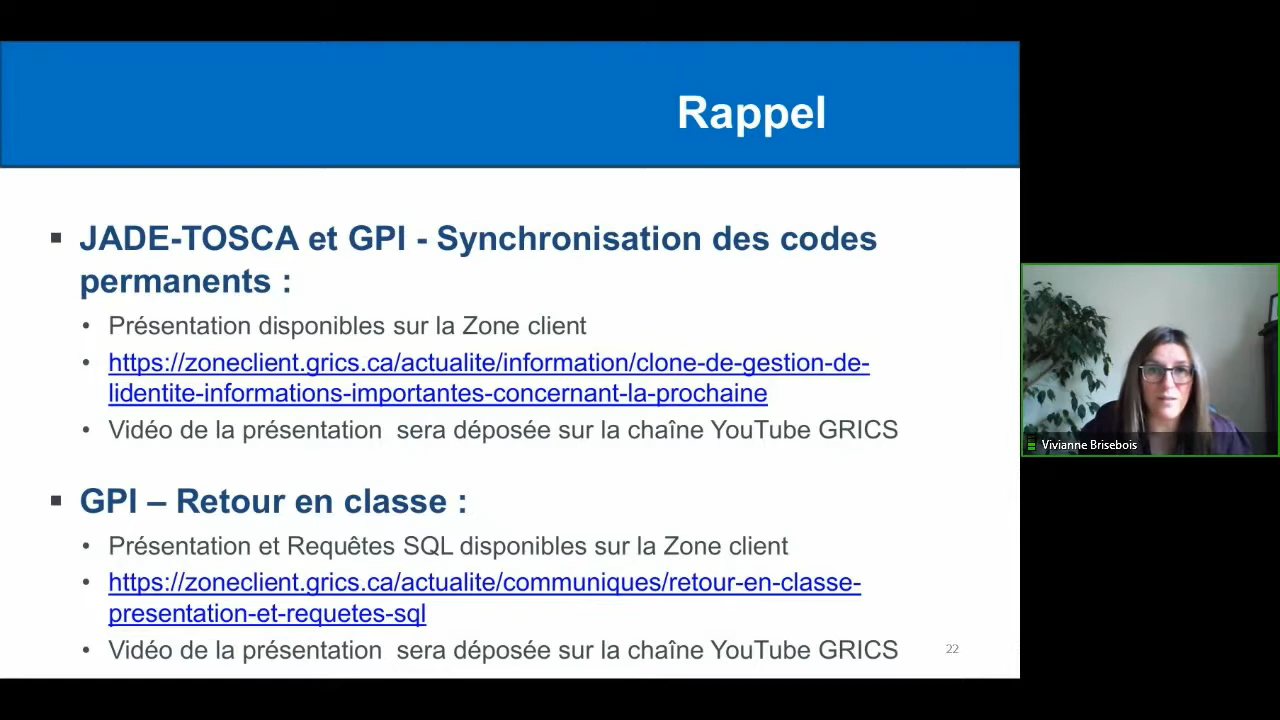 Rappel
▪ JADE-TOSCA et GPI - Synchronisation des codes
permanents :
• Présentation disponibles sur la Zone client
• https://zoneclient.grics.ca/actualite/information/clone-de-gestion-de-
lidentite-informations-importantes-concernant-la-prochaine
• Vidéo de la présentation  sera déposée sur la chaîne YouTube GRICS
▪ GPI – Retour en classe :
• Présentation et Requêtes SQL disponibles sur la Zone client
• https://zoneclient.grics.ca/actualite/communiques/retour-en-classe-
presentation-et-requetes-sql
• Vidéo de la présentation  sera déposée sur la chaîne YouTube GRICS
22
Vivianne Brisebois